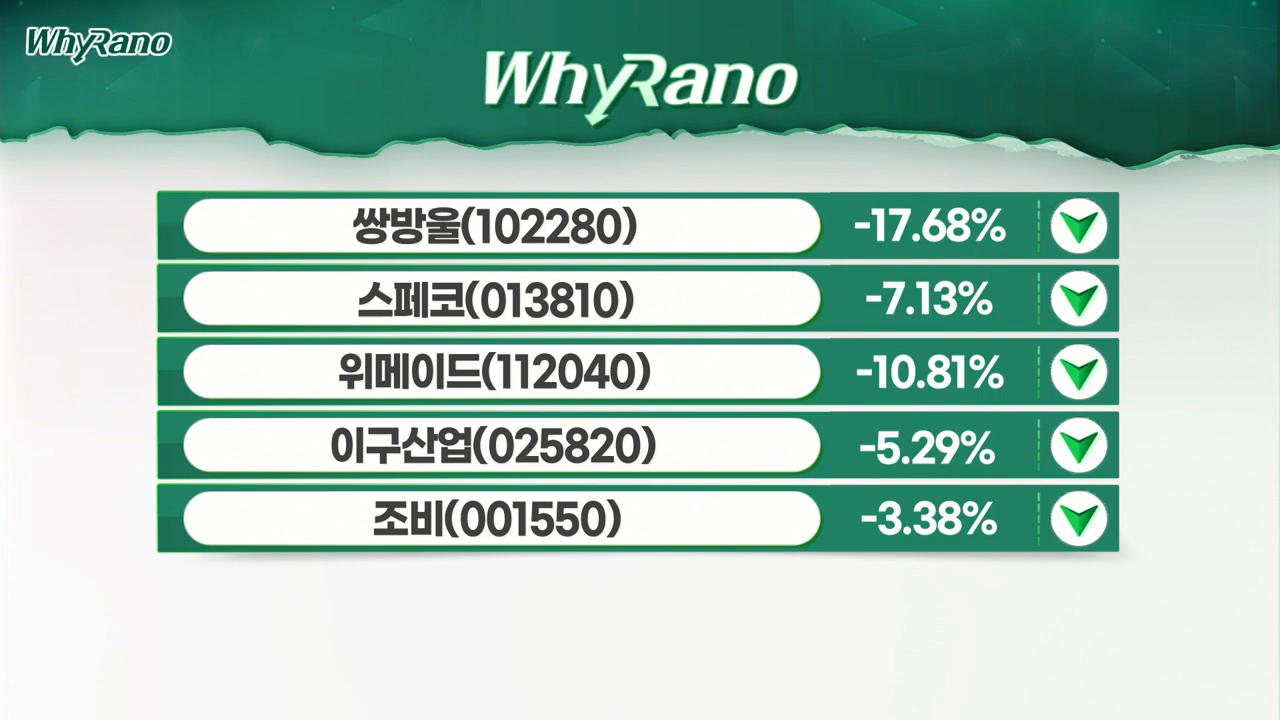 WhyRano
WhyRano
쌍방울(102280) -17.68%
스페코(013810) -7.13%
위메이드(112040) -10.81%
이구산업(025820) -5.29%
조비(001550) -3.38%